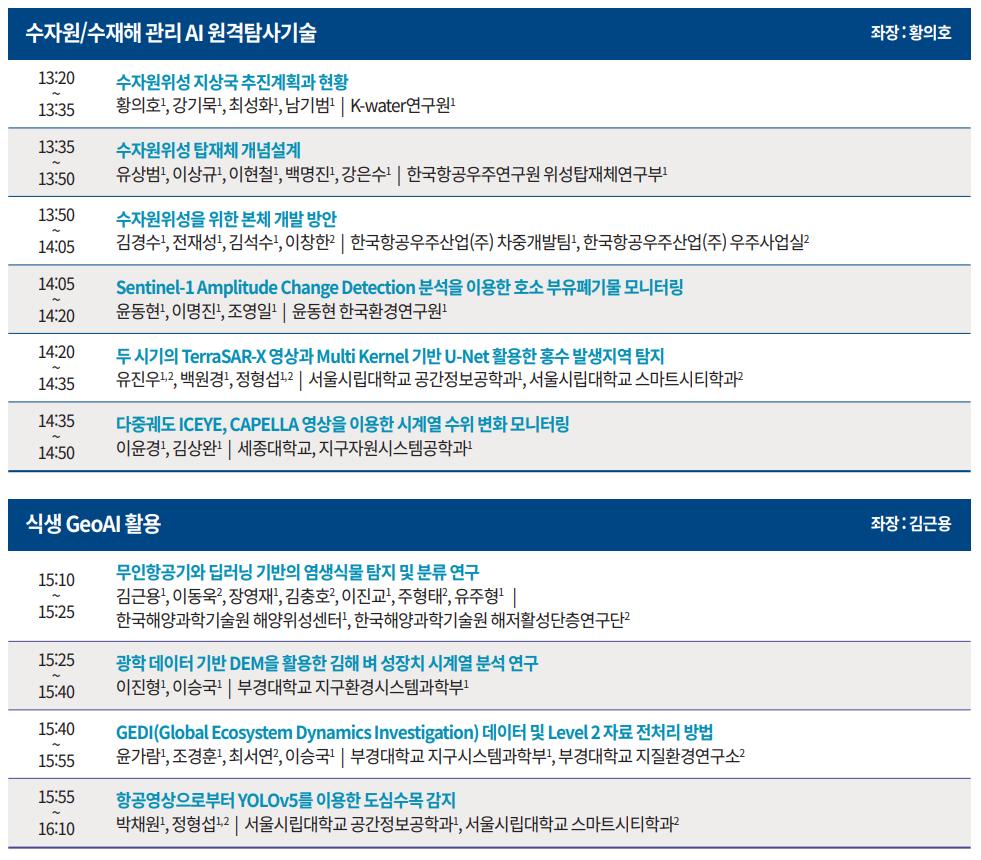 수자원/수재해 관리 AI 원격탐사기술
좌장 : 황의호
13:20
~
13:35
수자원위성 지상국 추진계획과 현황
황의호¹, 강기묵¹, 최성화¹, 남기범¹ | K-water연구원¹
13:35
~
13:50
수자원위성 탑재체 개념설계
유상범¹, 이상규¹, 이현철¹, 백명진¹, 강은수¹ | 한국항공우주연구원 위성탑재체연구부¹
13:50
~
14:05
수자원위성을 위한 본체 개발 방안
김경수¹, 전재성¹, 김석수¹, 이창한² | 한국항공우주산업(주) 차중개발팀¹, 한국항공우주산업(주) 우주사업실²
14:05
~
14:20
Sentinel-1 Amplitude Change Detection 분석을 이용한 호소 부유폐기물 모니터링
윤동현¹, 이명진¹, 조영일¹ | 윤동현 한국환경연구원¹
14:20
~
14:35
두 시기의 TerraSAR-X 영상과 Multi Kernel 기반 U-Net 활용한 홍수 발생지역 탐지
유진우¹,², 백원경¹, 정형섭¹,² | 서울시립대학교 공간정보공학과¹, 서울시립대학교 스마트시티학과²
14:35
~
14:50
다중궤도 ICEYE, CAPELLA 영상을 이용한 시계열 수위 변화 모니터링
이윤경¹, 김상완¹ | 세종대학교, 지구자원시스템공학과¹
식생 GeoAI 활용
좌장 : 김근용
15:10
~
15:25
무인항공기와 딥러닝 기반의 염생식물 탐지 및 분류 연구
김근용¹, 이동욱², 장영재¹, 김충호², 이진교¹, 주형태², 유주형¹ |
한국해양과학기술원 해양위성센터¹, 한국해양과학기술원 해저활성단층연구단²
15:25
~
15:40
광학 데이터 기반 DEM을 활용한 김해 벼 성장치 시계열 분석 연구
이진형¹, 이승국¹ | 부경대학교 지구환경시스템과학부¹
15:40
~
15:55
GEDI(Global Ecosystem Dynamics Investigation) 데이터 및 Level 2 자료 전처리 방법
윤가람¹, 조경훈¹, 최서연², 이승국¹ | 부경대학교 지구시스템과학부¹, 부경대학교 지질환경연구소²
15:55
~
16:10
항공영상으로부터 YOLOv5를 이용한 도심수목 감지
박채원¹, 정형섭¹,² | 서울시립대학교 공간정보공학과¹, 서울시립대학교 스마트시티학과²